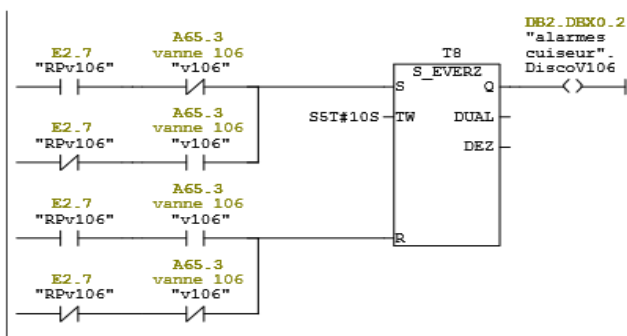 DB2.DBX0.2
A65.3 "alarmes
E2.7 vanne 106 T8 cuiseur".
"RPv106" "v106" S_EVERZ DiscoV106
S Q
A65.3
E2.7 vanne 106 S5T#10S TW DUAL
"RPv106" "v106"
DEZ
A65.3
E2.7 vanne 106
"RPv106" "v106"
R
A65.3
E2.7 vanne 106
"RPv106" "v106"